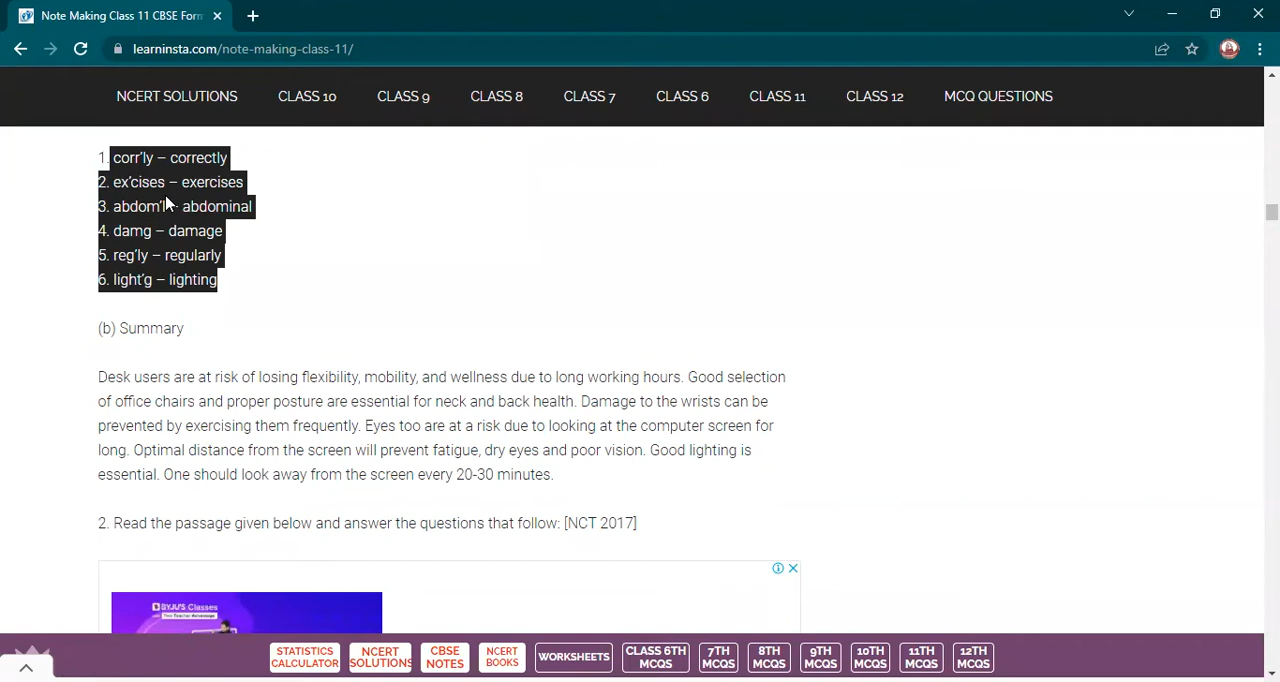 Note Making Class 11 CBSE Form
learninsta.com/note-making-class-11/
NCERT SOLUTIONS CLASS 10 CLASS 9 CLASS 8 CLASS 7 CLASS 6 CLASS 11 CLASS 12 MCQ QUESTIONS
1. corr’ly – correctly
2. ex’cises – exercises
3. abdom’l – abdominal
4. damg – damage
5. reg’ly – regularly
6. light’g – lighting
(b) Summary
Desk users are at risk of losing flexibility, mobility, and wellness due to long working hours. Good selection
of office chairs and proper posture are essential for neck and back health. Damage to the wrists can be
prevented by exercising them frequently. Eyes too are at a risk due to looking at the computer screen for
long. Optimal distance from the screen will prevent fatigue, dry eyes and poor vision. Good lighting is
essential. One should look away from the screen every 20-30 minutes.
2. Read the passage given below and answer the questions that follow: [NCT 2017]
BYJU'S Classes
STATISTICS CALCULATOR
NCERT SOLUTIONS
CBSE NOTES
NCERT BOOKS
WORKSHEETS
CLASS 6TH MCQS
7TH MCQS
8TH MCQS
9TH MCQS
10TH MCQS
11TH MCQS
12TH MCQS